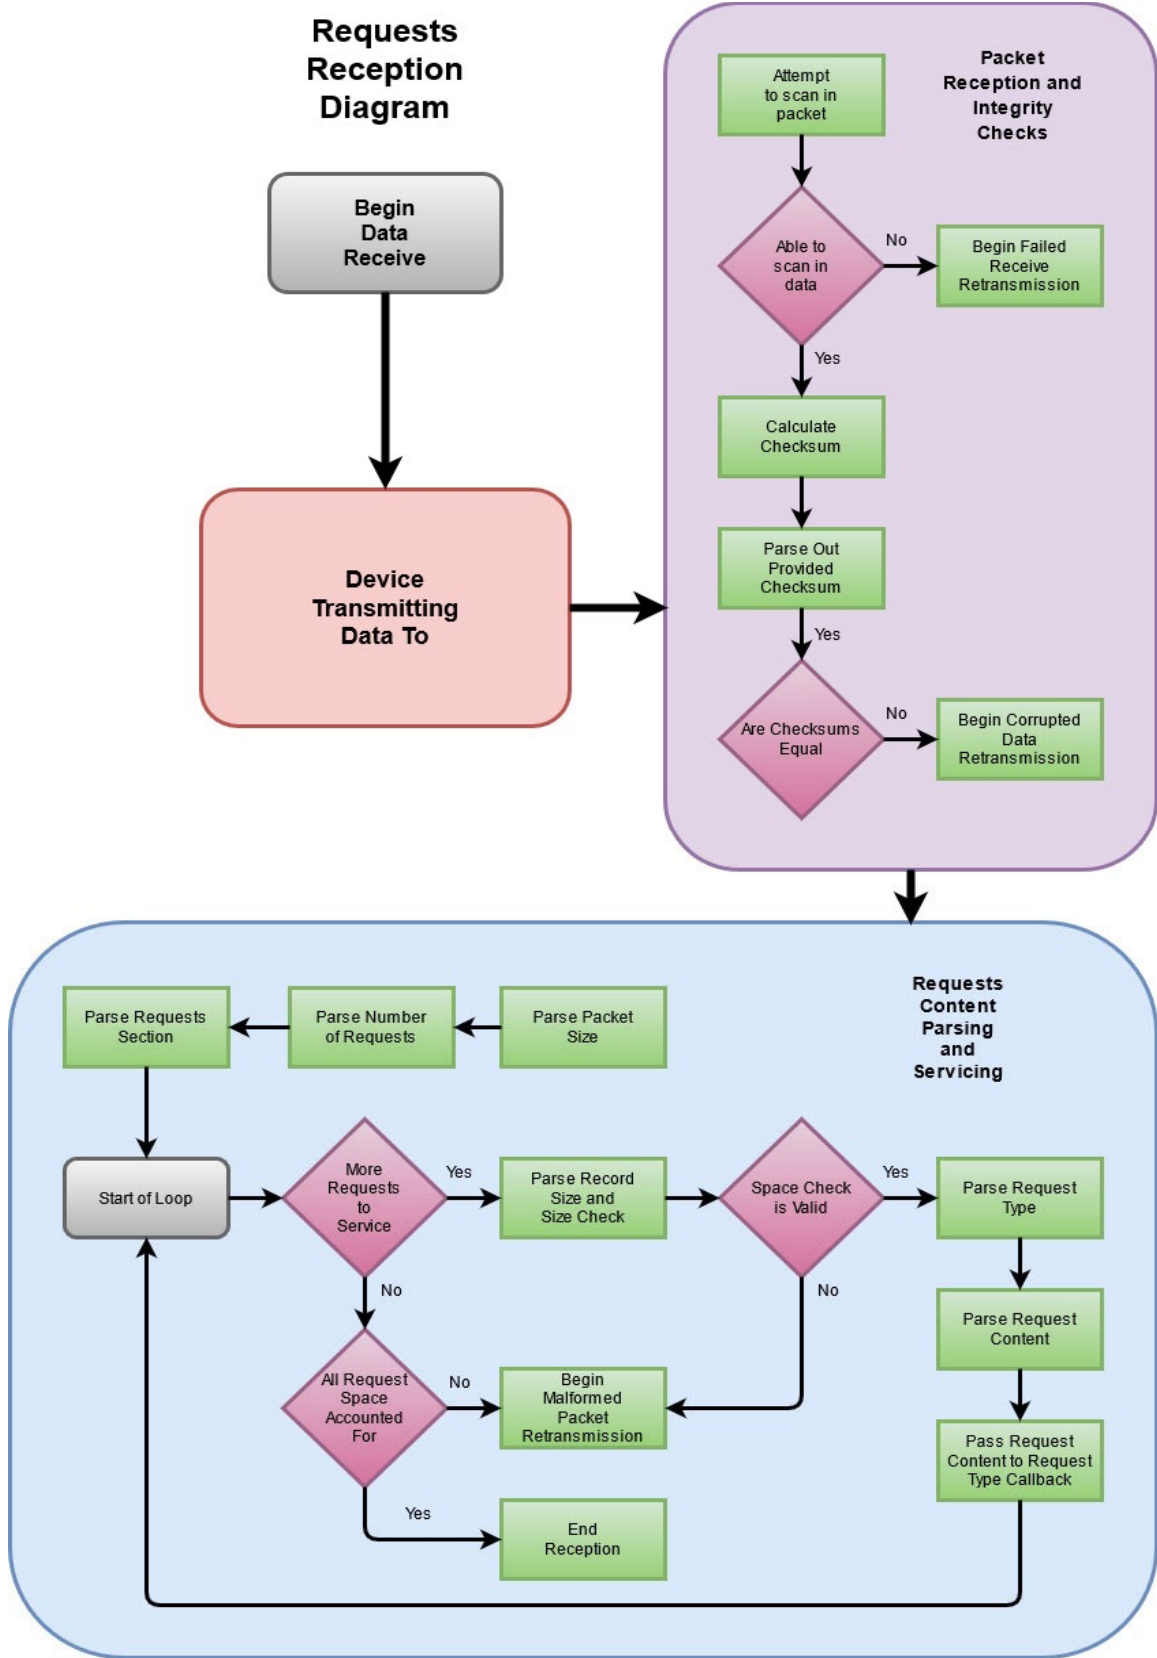 Requests
Reception
Diagram
Begin
Data
Receive
Device
Transmitting
Data To
Packet
Reception and
Integrity
Checks
Attempt
to scan in
packet
Able to
scan in
data
No
Begin Failed
Receive
Retransmission
Yes
Calculate
Checksum
Parse Out
Provided
Checksum
Yes
Are Checksums
Equal
No
Begin Corrupted
Data
Retransmission
Requests
Content
Parsing
and
Servicing
Parse Packet
Size
Parse Number
of Requests
Parse Requests
Section
Start of Loop
More
Requests
to
Service
Yes
Parse Record
Size and
Size Check
Space Check
is Valid
Yes
Parse Request
Type
No
No
Parse Request
Content
All Request
Space
Accounted
For
No
Begin
Malformed
Packet
Retransmission
Pass Request
Content to Request
Type Callback
Yes
End
Reception